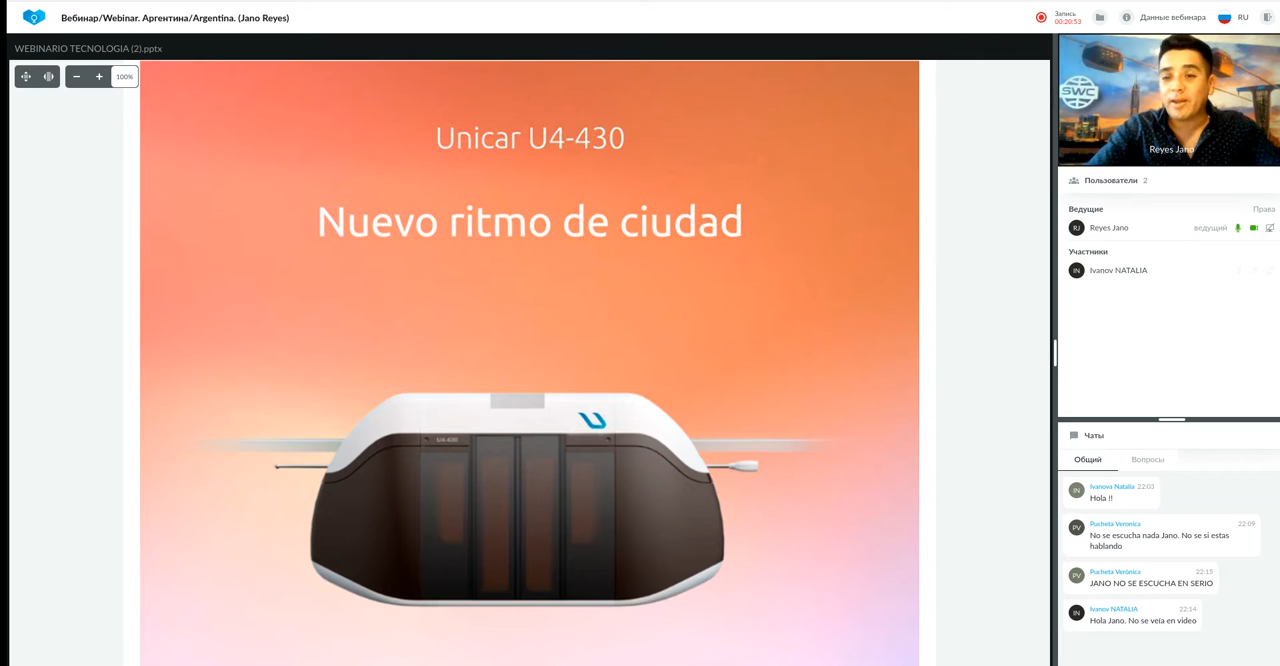 Вебинар/Webinar. Аргентина/Argentina. (Jano Reyes)
Запись
00:20:53
Данные вебинара
RU
WEBINARIO TECNOLOGIA (2).pptx
100%
Unicar U4-430
Nuevo ritmo de ciudad
U4-430
SWC
Reyes Jano
Пользователи 2
Ведущие
Права
RJ
Reyes Jano
ведущий
Участники
IN
Ivanov NATALIA
Чаты
Общий
Вопросы
IN
Ivanova Natalia 22:03
Hola !!
PV
Pucheta Veronica 22:09
No se escucha nada Jano. No se si estas
hablando
PV
Pucheta Verónica 22:15
JANO NO SE ESCUCHA EN SERIO
IN
Ivanov NATALIA 22:14
Hola Jano. No se veía en video